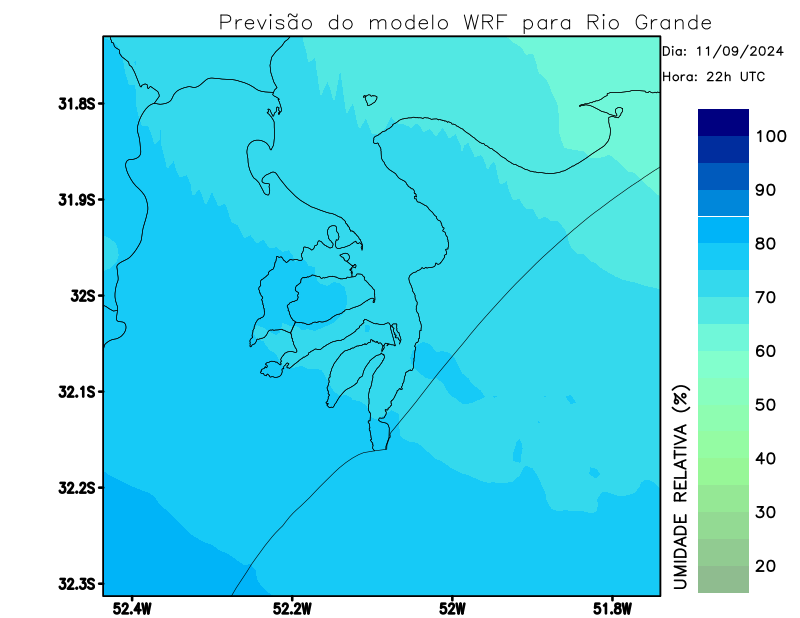 Previsão do modelo WRF para Rio Grande
Dia: 11/09/2024
Hora: 22h UTC
31.8S
31.9S
32S
32.1S
32.2S
32.3S
52.4W
52.2W
52W
51.8W
100
90
80
70
60
50
40
30
20
UMIDADE RELATIVA (%)